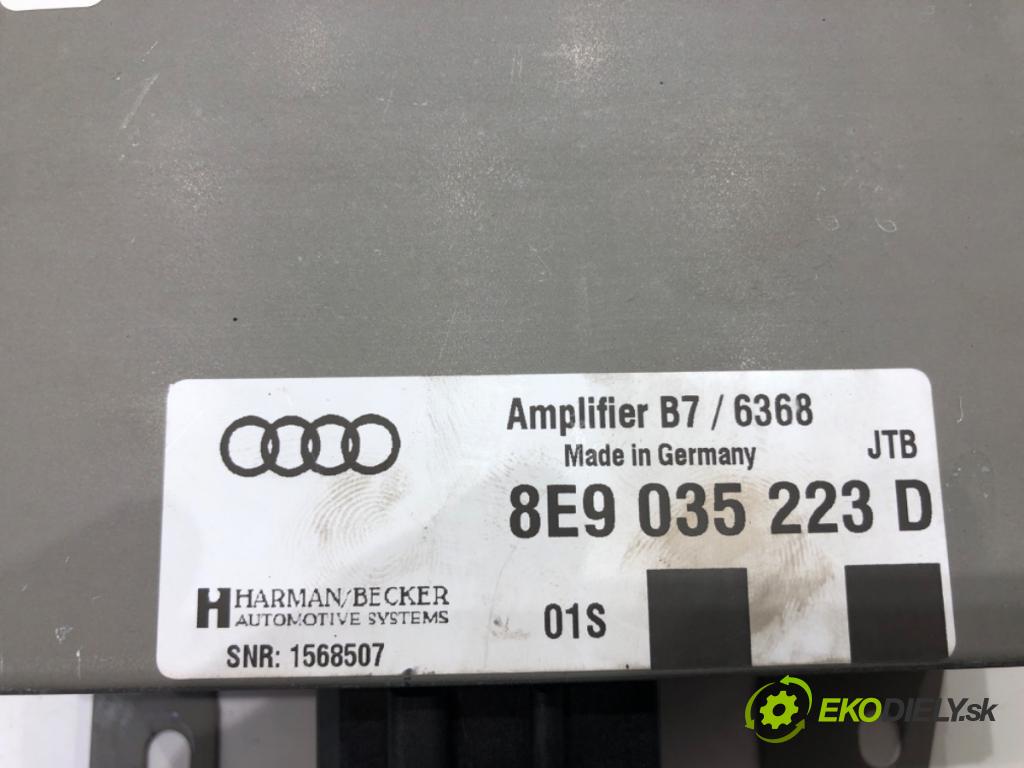 Amplifier B7 / 6368
Made in Germany
JTB
8E9 035 223 D
H HARMAN/BECKER
AUTOMOTIVE SYSTEMS
01S
SNR: 1568507
EKODIELY.sk